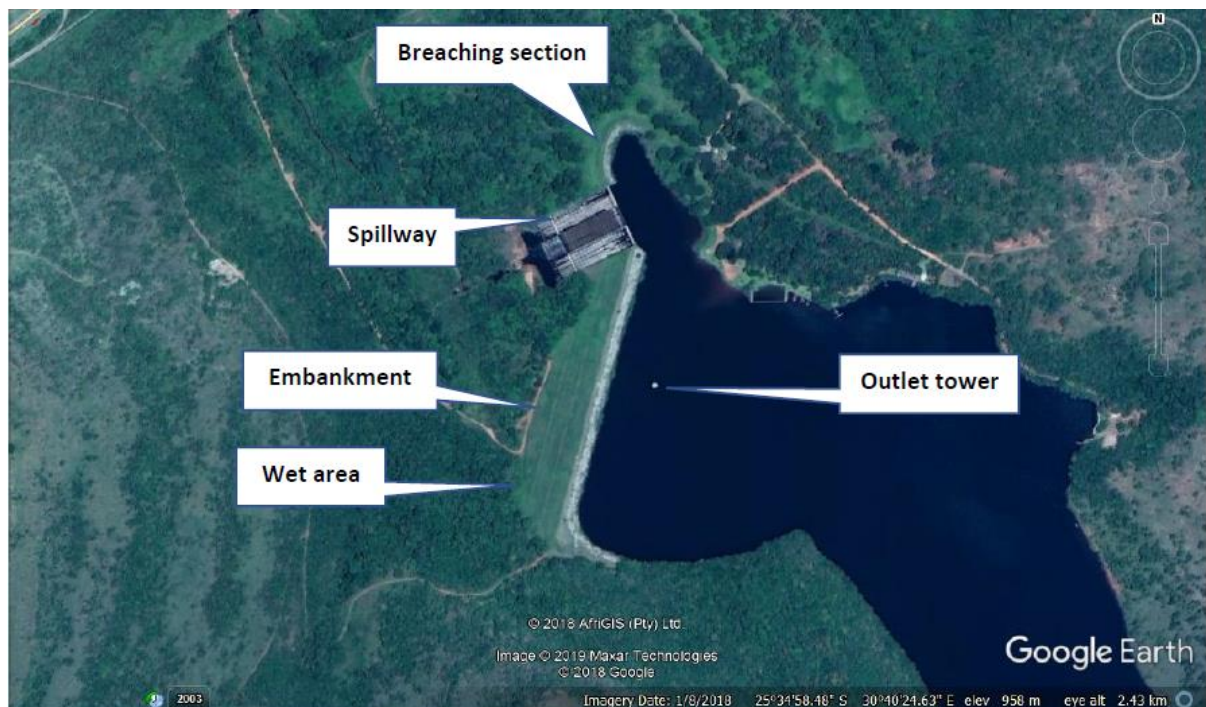 N
Breaching section
Spillway
Embankment
Outlet tower
Wet area
© 2018 AfriGIS (Pty) Ltd.
Image © 2019 Maxar Technologies
© 2018 Google
Google Earth
2003
Imagery Date: 1/8/2018 25°34'58.48" S 30°40'24.63" E elev 958 m eye alt 2.43 km